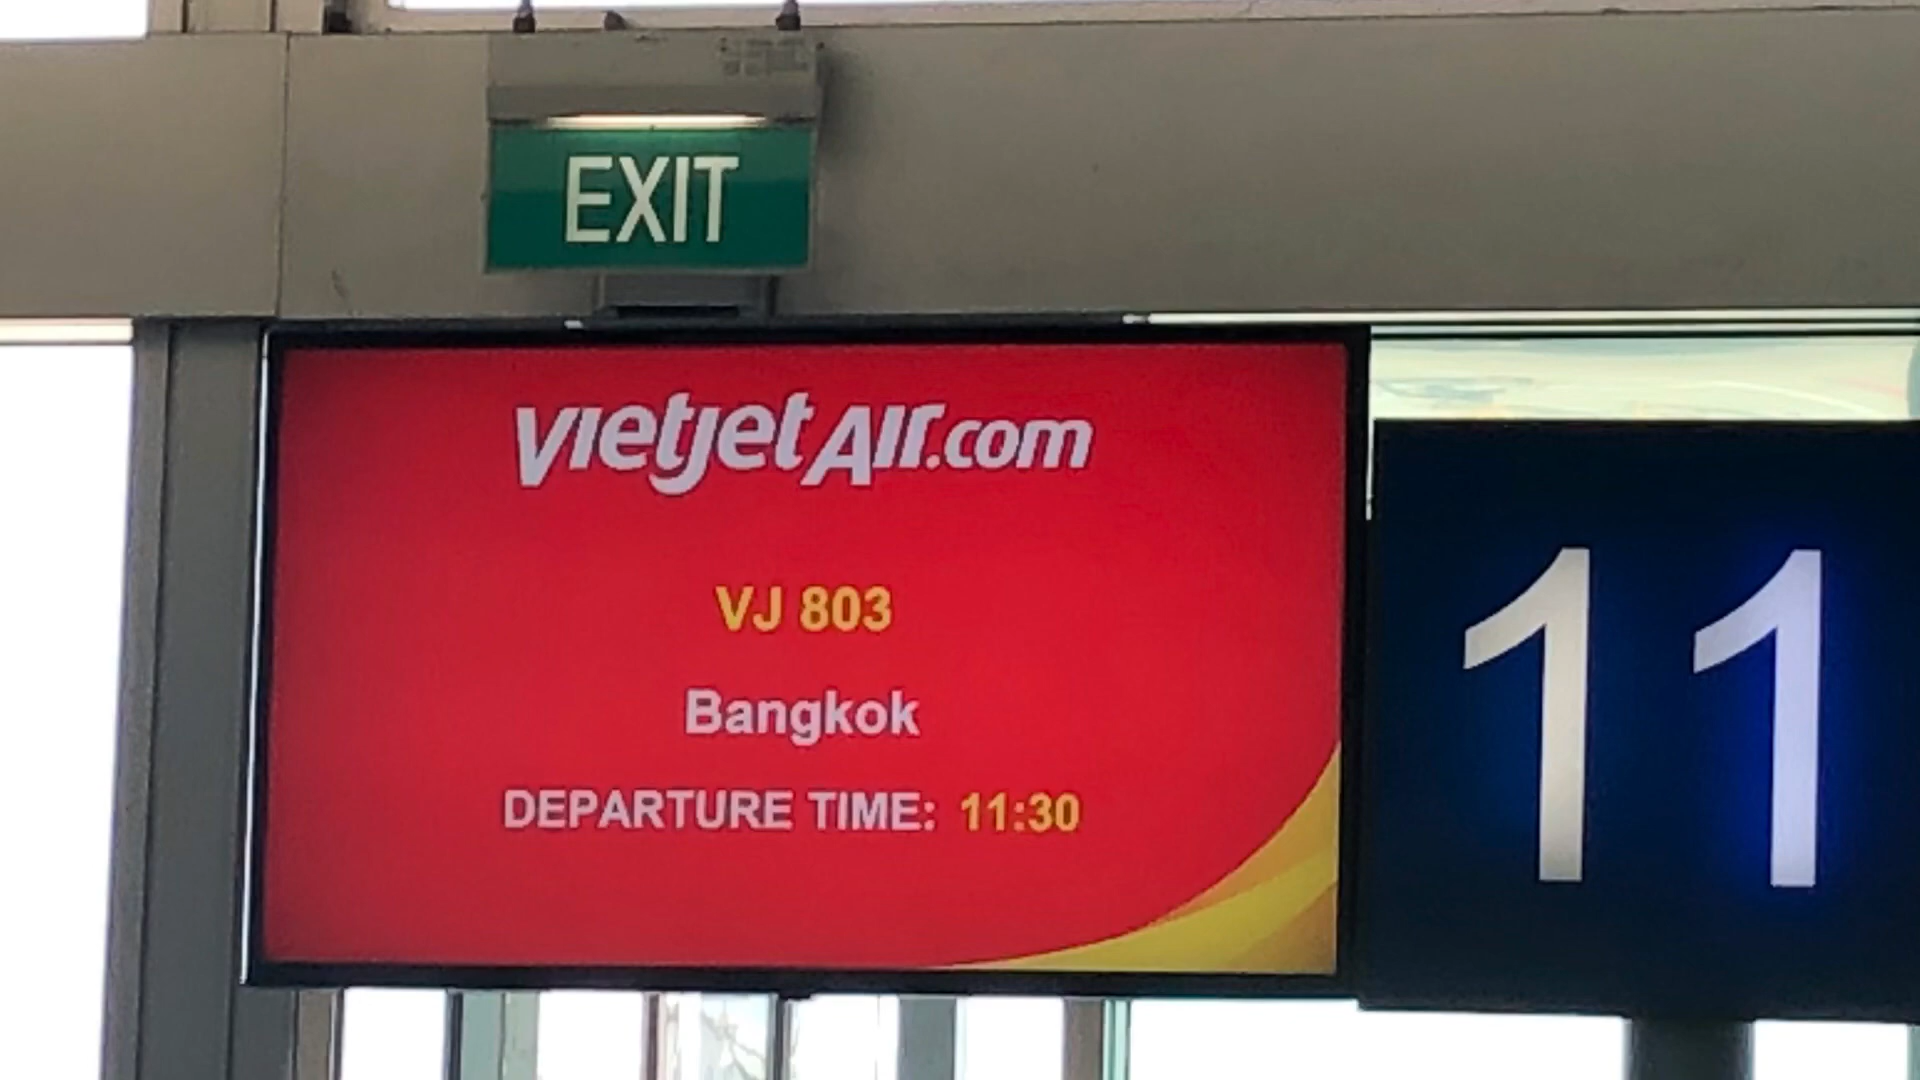 EXIT
vietjetAir.com
VJ 803
Bangkok
DEPARTURE TIME: 11:30
11